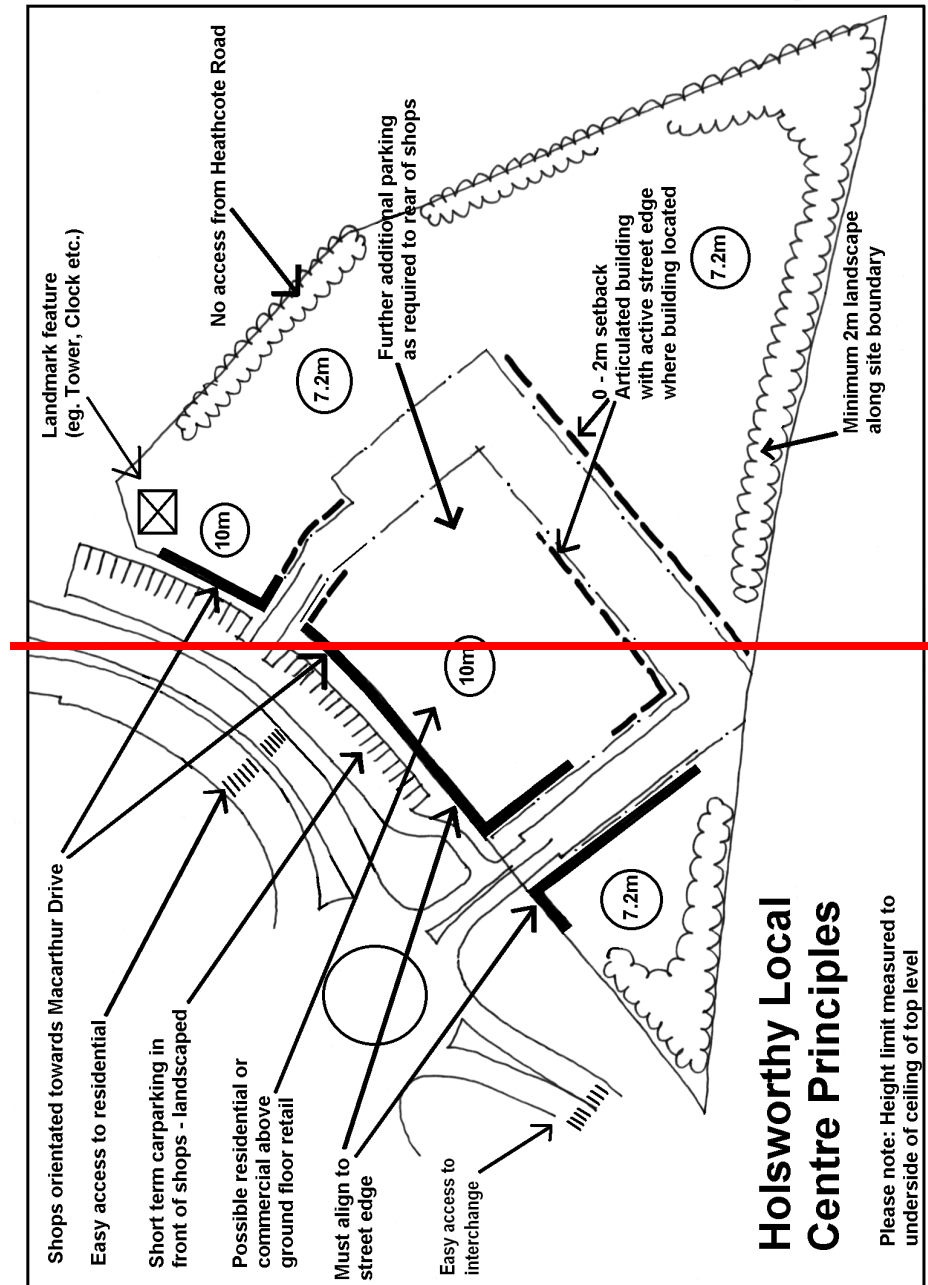 Shops orientated towards Macarthur Drive
Easy access to residential
Short term carparking in
front of shops - landscaped
Possible residential or
commercial above
ground floor retail
Must align to
street edge
Easy access to
interchange
Landmark feature
(eg. Tower, Clock etc.)
No access from Heathcote Road
Further additional parking
as required to rear of shops
0 - 2m setback
Articulated building
with active street edge
where building located
Minimum 2m landscape
along site boundary
10m
7.2m
10m
7.2m
7.2m
Holsworthy Local
Centre Principles
Please note: Height limit measured to
underside of ceiling of top level